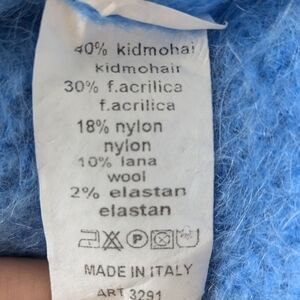 40% kidmohai
kidmohair
30% f.acrilica
f.acrilica
18% nylon
nylon
10% lana
wool
2% elastan
elastan
P
MADE IN ITALY
ART 3291